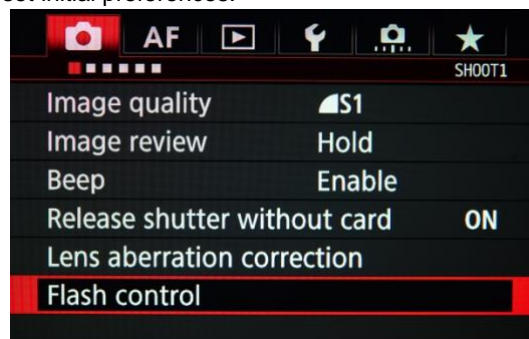 AF
SHOOT1
Image quality S1
Image review Hold
Beep Enable
Release shutter without card ON
Lens aberration correction
Flash control